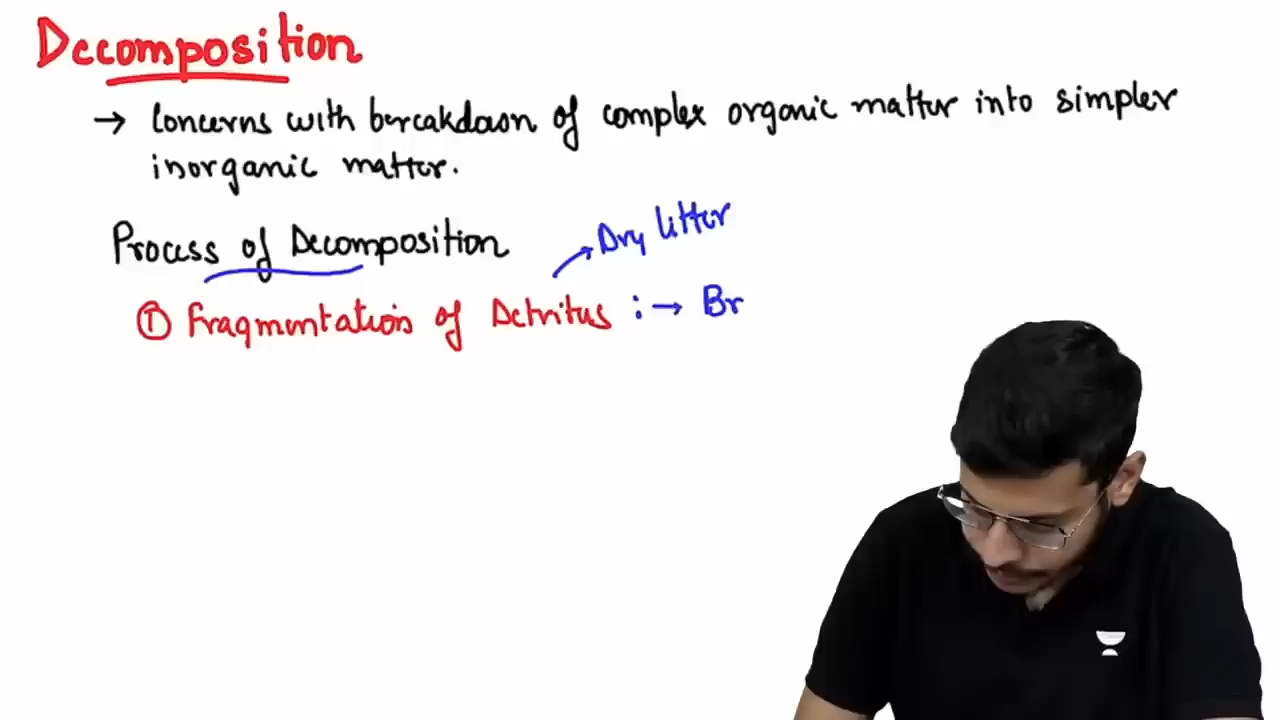 Decomposition
→ Concerns with bercakdown of complex organic matter into simpler
inorganic matter.
Process of Decomposition
→ Dry litter
① Fragmentation of Detritus : → Br